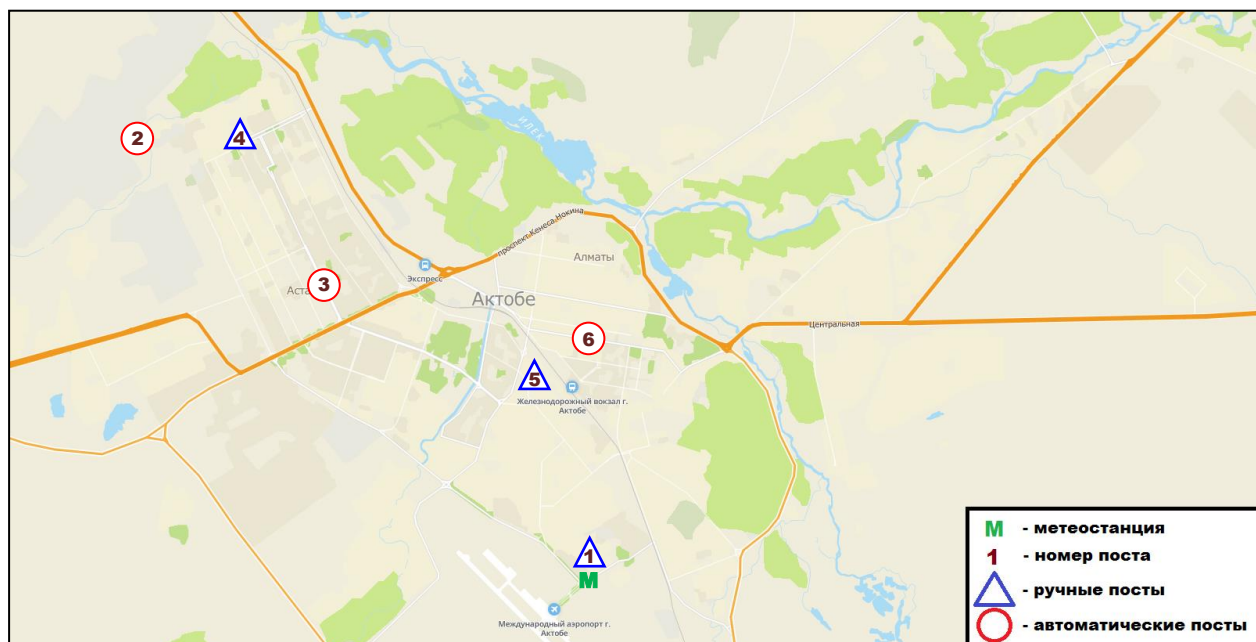 ИЛЕК
2
4
проспект Кенеса Нокина
Алматы
Экспресс
3
Аста
Актобе
Центральная
6
5
Железнодорожный вокзал г.
Актобе
1
М
Международный аэропорт г.
Актобе
М - метеостанция
1 - номер поста
- ручные посты
- автоматические посты